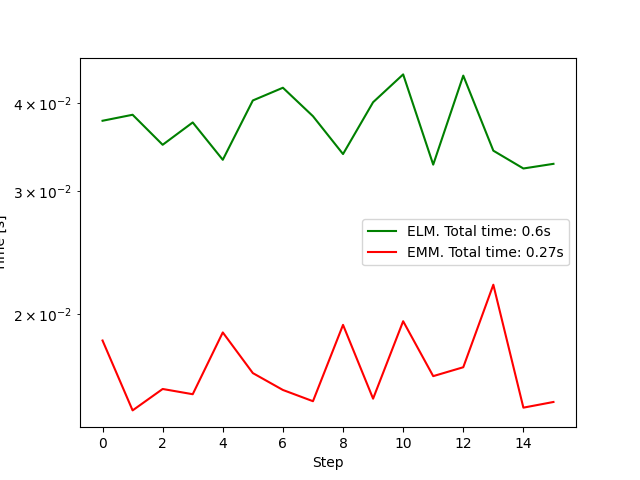 4 × 10⁻²
3 × 10⁻²
2 × 10⁻²
Time [s]
ELM. Total time: 0.6s
EMM. Total time: 0.27s
0 2 4 6 8 10 12 14
Step